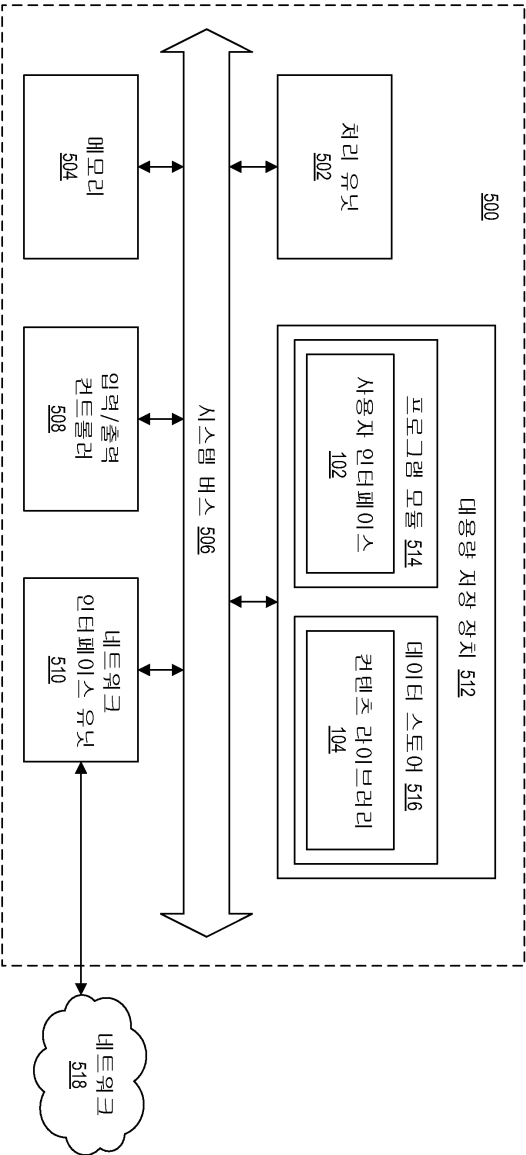 500
처리 유닛
502
대용량 저장 장치 512
프로그램 모듈 514
사용자 인터페이스
102
데이터 스토어 516
컨텐츠 라이브러리
104
시스템 버스 506
메모리
504
입력/출력
컨트롤러
508
네트워크
인터페이스 유닛
510
네트워크
518